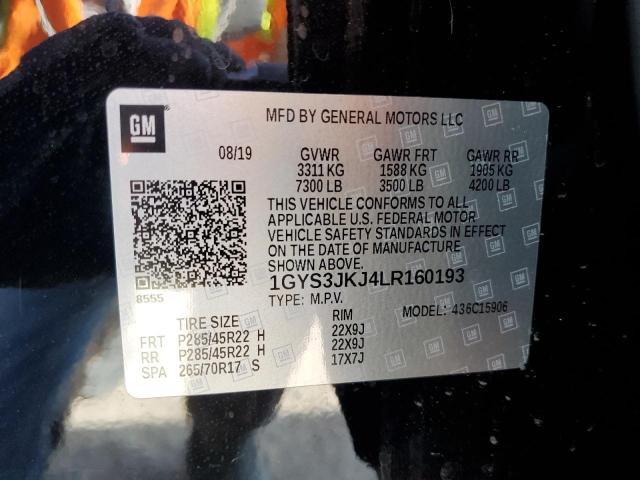 GM
MFD BY GENERAL MOTORS LLC
08/19 GVWR GAWR FRT GAWR RR
3311 KG 1588 KG 1905 KG
7300 LB 3500 LB 4200 LB
THIS VEHICLE CONFORMS TO ALL
APPLICABLE U.S. FEDERAL MOTOR
VEHICLE SAFETY STANDARDS IN EFFECT
ON THE DATE OF MANUFACTURE
SHOWN ABOVE.
8555
1GYS3JKJ4LR160193
TYPE: M.P.V. MODEL: 436C15906
TIRE SIZE RIM
FRT P285/45R22 H 22X9J
RR P285/45R22 H 22X9J
SPA 265/70R17 S 17X7J